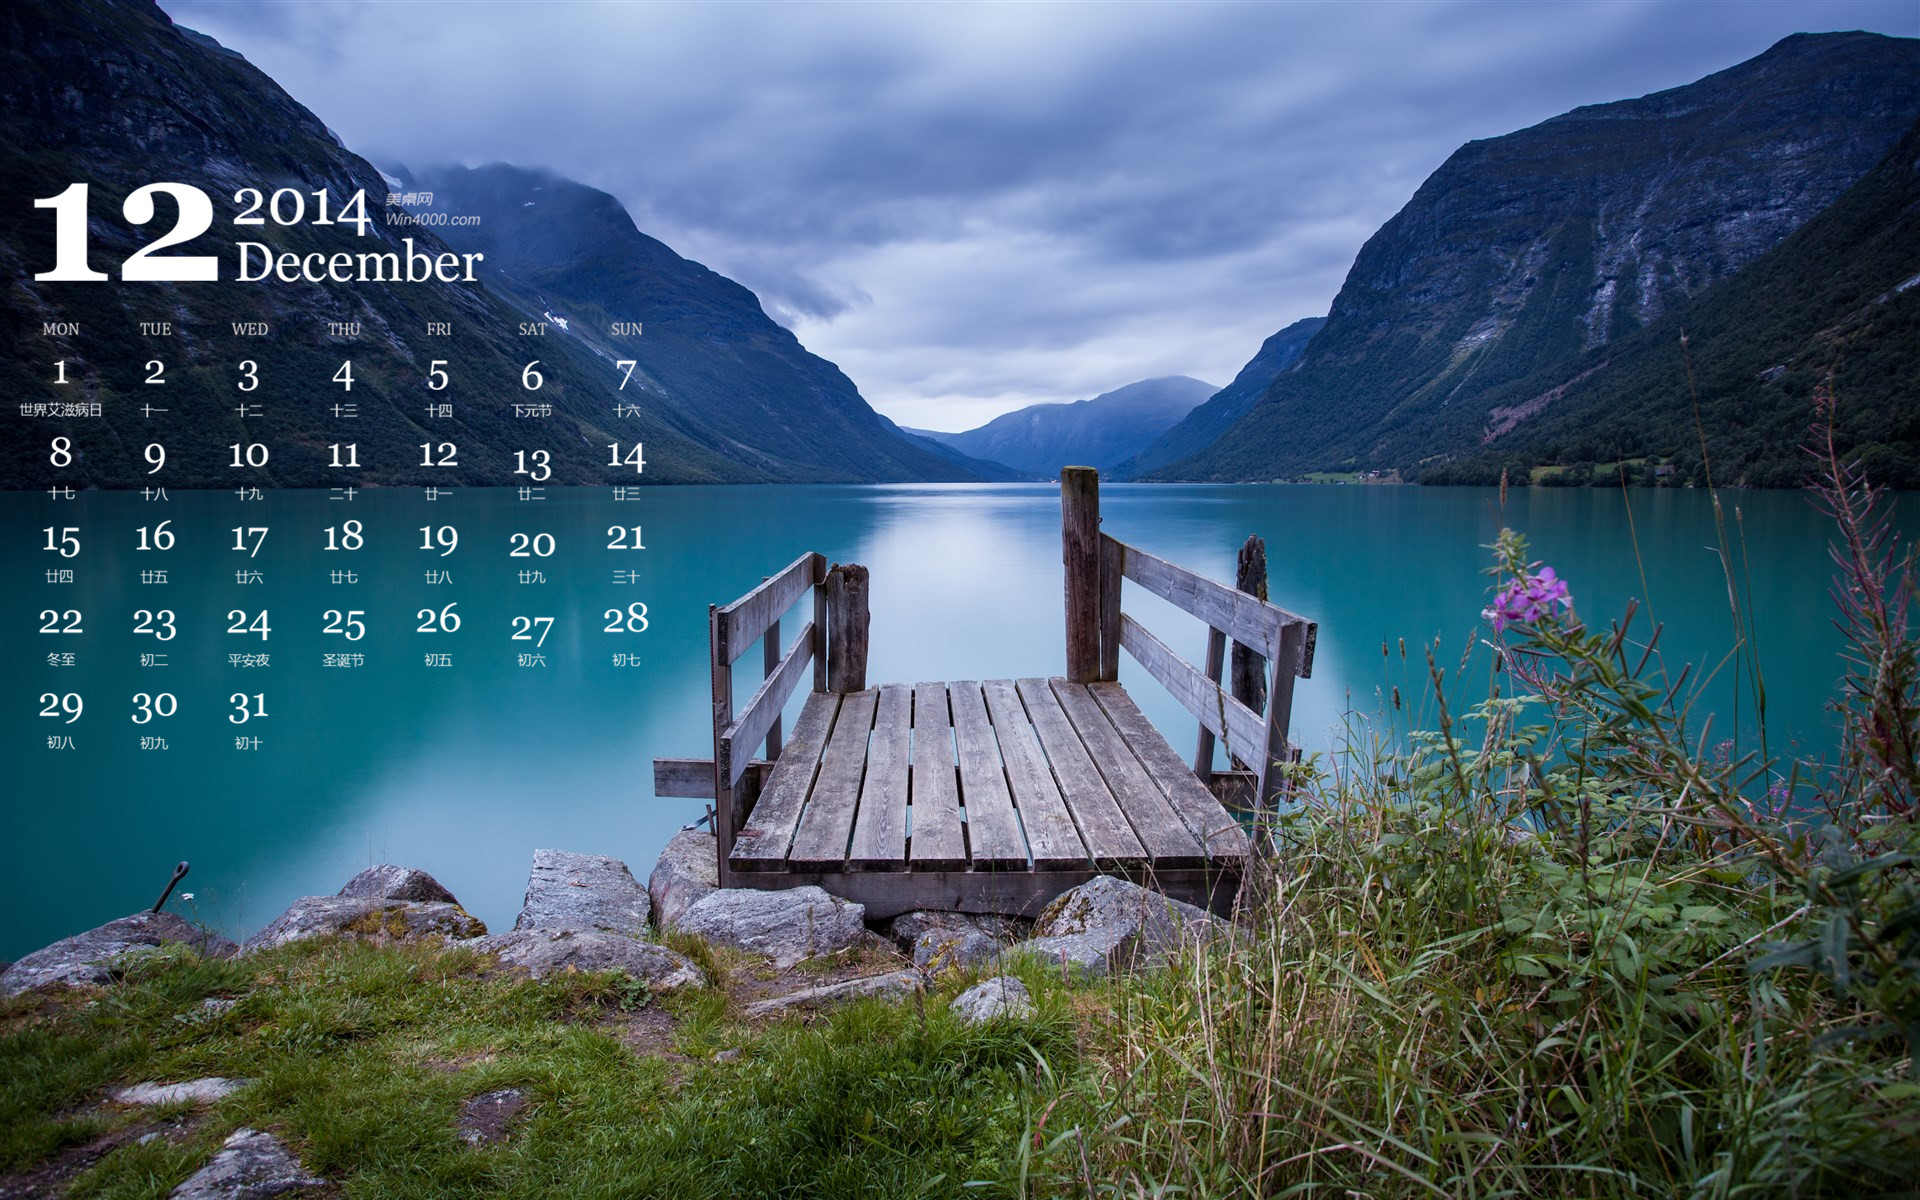 12 2014 美桌网
Win4000.com
December
MON TUE WED THU FRI SAT SUN
1 2 3 4 5 6 7
世界艾滋病日 十一 十二 十三 十四 下元节 十六
8 9 10 11 12 13 14
十七 十八 十九 二十 廿一 廿二 廿三
15 16 17 18 19 20 21
廿四 廿五 廿六 廿七 廿八 廿九 三十
22 23 24 25 26 27 28
冬至 初二 平安夜 圣诞节 初五 初六 初七
29 30 31
初八 初九 初十